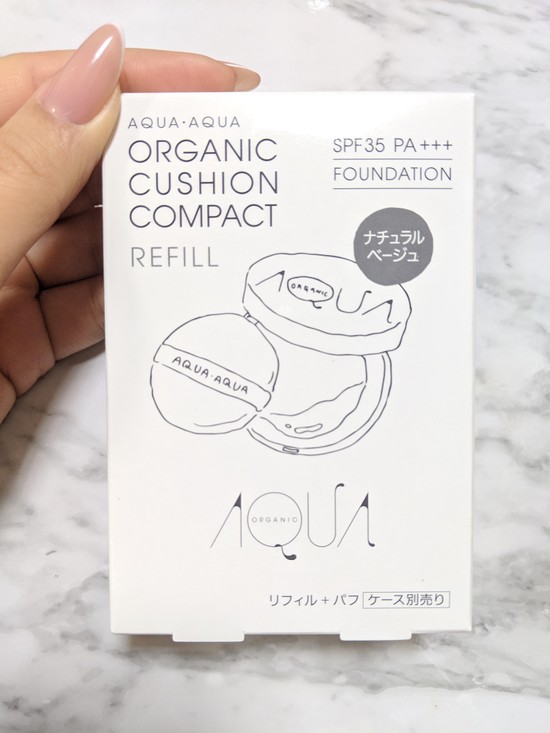 AQUA・AQUA
ORGANIC
CUSHION
COMPACT
REFILL
SPF35 PA+++
FOUNDATION
ナチュラル
ベージュ
AQUA
ORGANIC
AQUA・AQUA
AQUA
ORGANIC
リフィル+パフ ケース別売り